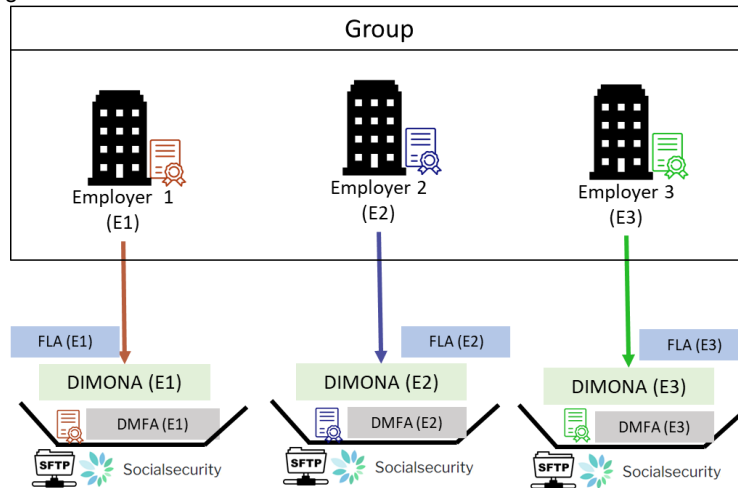 Group
Employer 1
(E1)
Employer 2
(E2)
Employer 3
(E3)
FLA (E1)
FLA (E2)
FLA (E3)
DIMONA (E1)
DIMONA (E2)
DIMONA (E3)
DMFA (E1)
DMFA (E2)
DMFA (E3)
SFTP
Socialsecurity
SFTP
Socialsecurity
SFTP
Socialsecurity